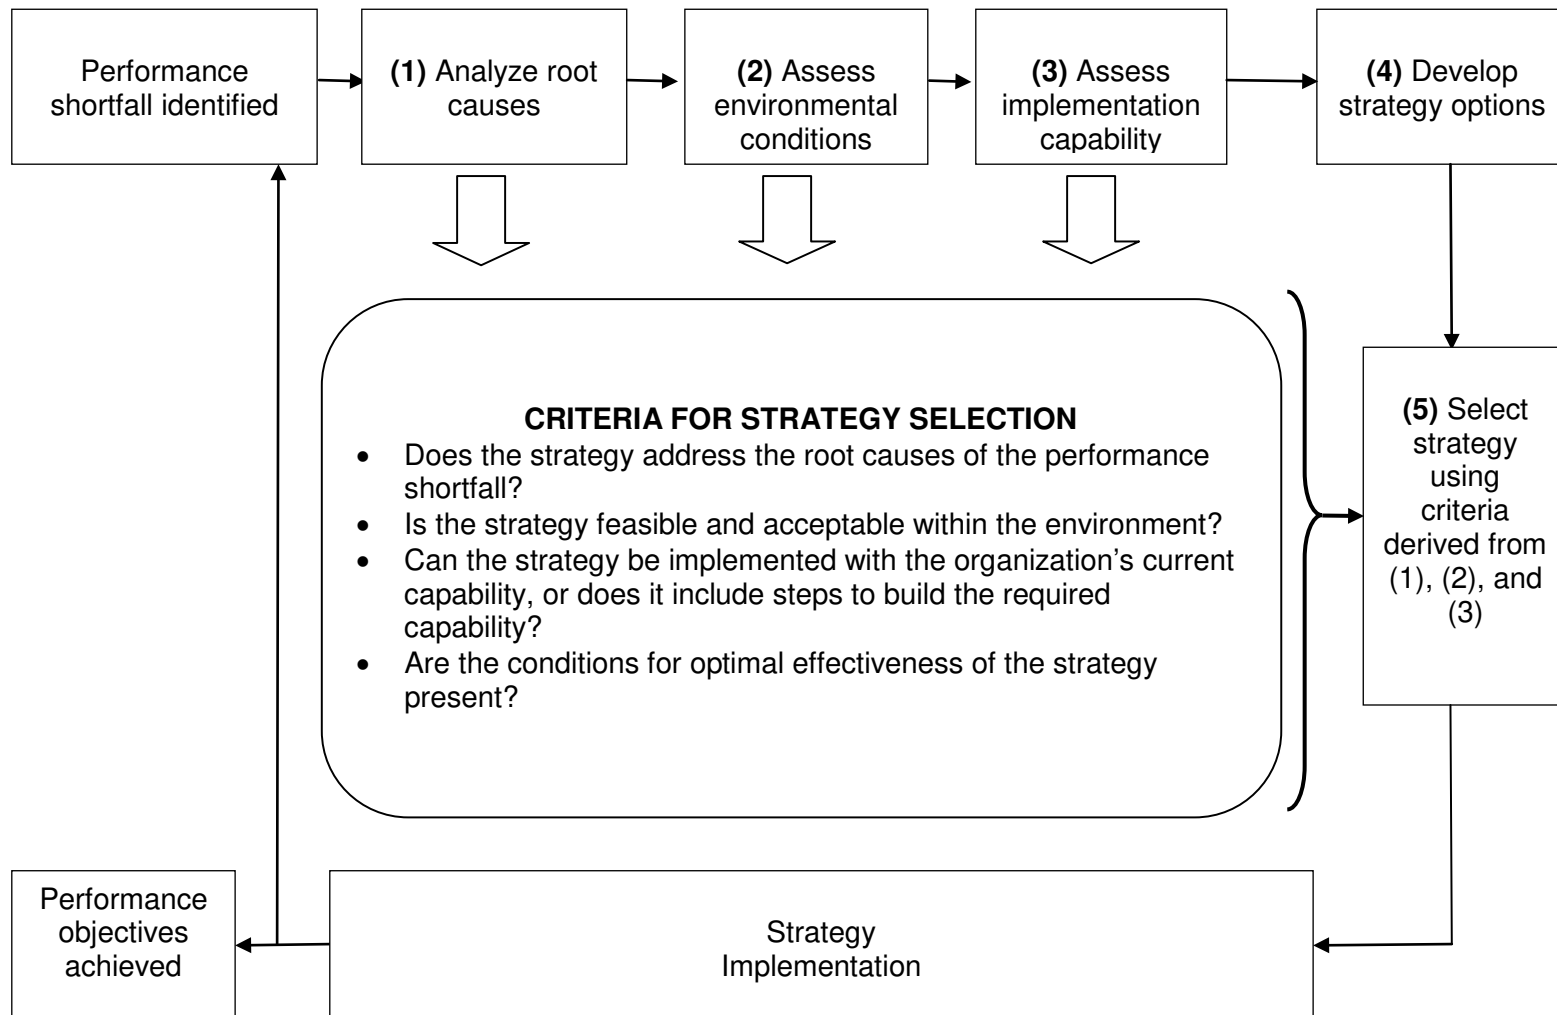 Performance
shortfall identified
(1) Analyze root
causes
(2) Assess
environmental
conditions
(3) Assess
implementation
capability
(4) Develop
strategy options
CRITERIA FOR STRATEGY SELECTION
• Does the strategy address the root causes of the performance
shortfall?
• Is the strategy feasible and acceptable within the environment?
• Can the strategy be implemented with the organization’s current
capability, or does it include steps to build the required
capability?
• Are the conditions for optimal effectiveness of the strategy
present?
(5) Select
strategy
using
criteria
derived from
(1), (2), and
(3)
Performance
objectives
achieved
Strategy
Implementation